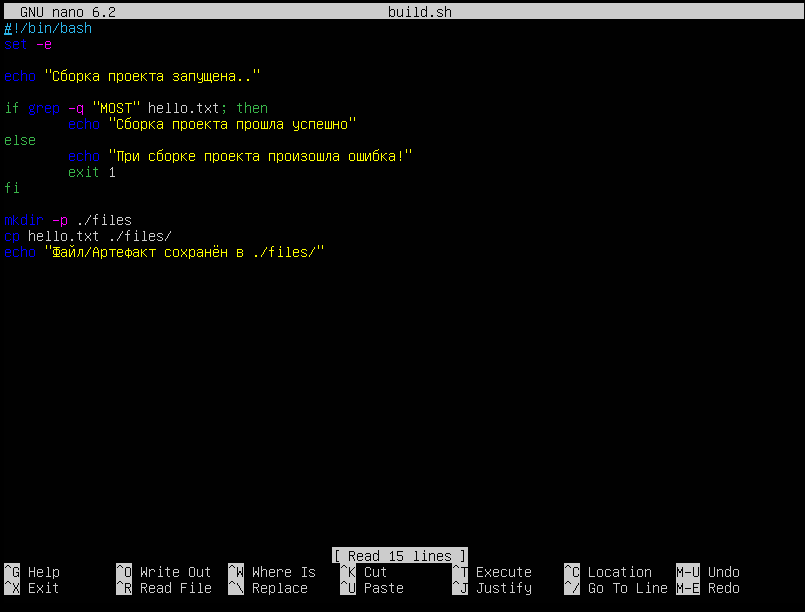 GNU nano 6.2 build.sh
#!/bin/bash
set -e
echo "Сборка проекта запущена.."
if grep -q "MOST" hello.txt; then
echo "Сборка проекта прошла успешно"
else
echo "При сборке проекта произошла ошибка!"
exit 1
fi
mkdir -p ./files
cp hello.txt ./files/
echo "Файл/Артефакт сохранён в ./files/"
[ Read 15 lines ]
^G Help ^O Write Out ^W Where Is ^K Cut ^T Execute ^C Location M-U Undo
^X Exit ^R Read File ^\ Replace ^U Paste ^J Justify ^/ Go To Line M-E Redo